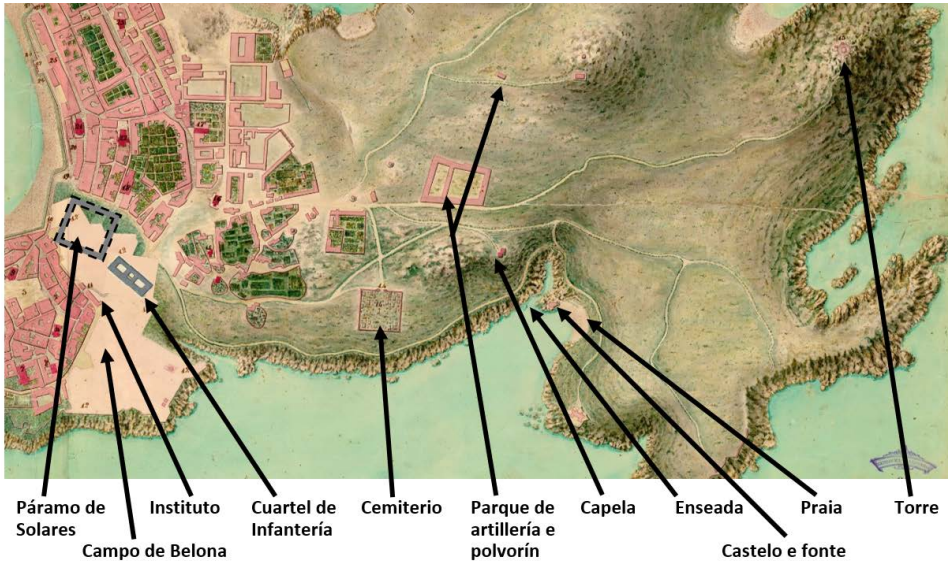 Páramo de
Solares
Instituto
Cuartel de
Infantería
Cemiterio
Parque de
artillería e
polvorín
Capela
Enseada
Praia
Torre
Campo de Belona
Castelo e fonte